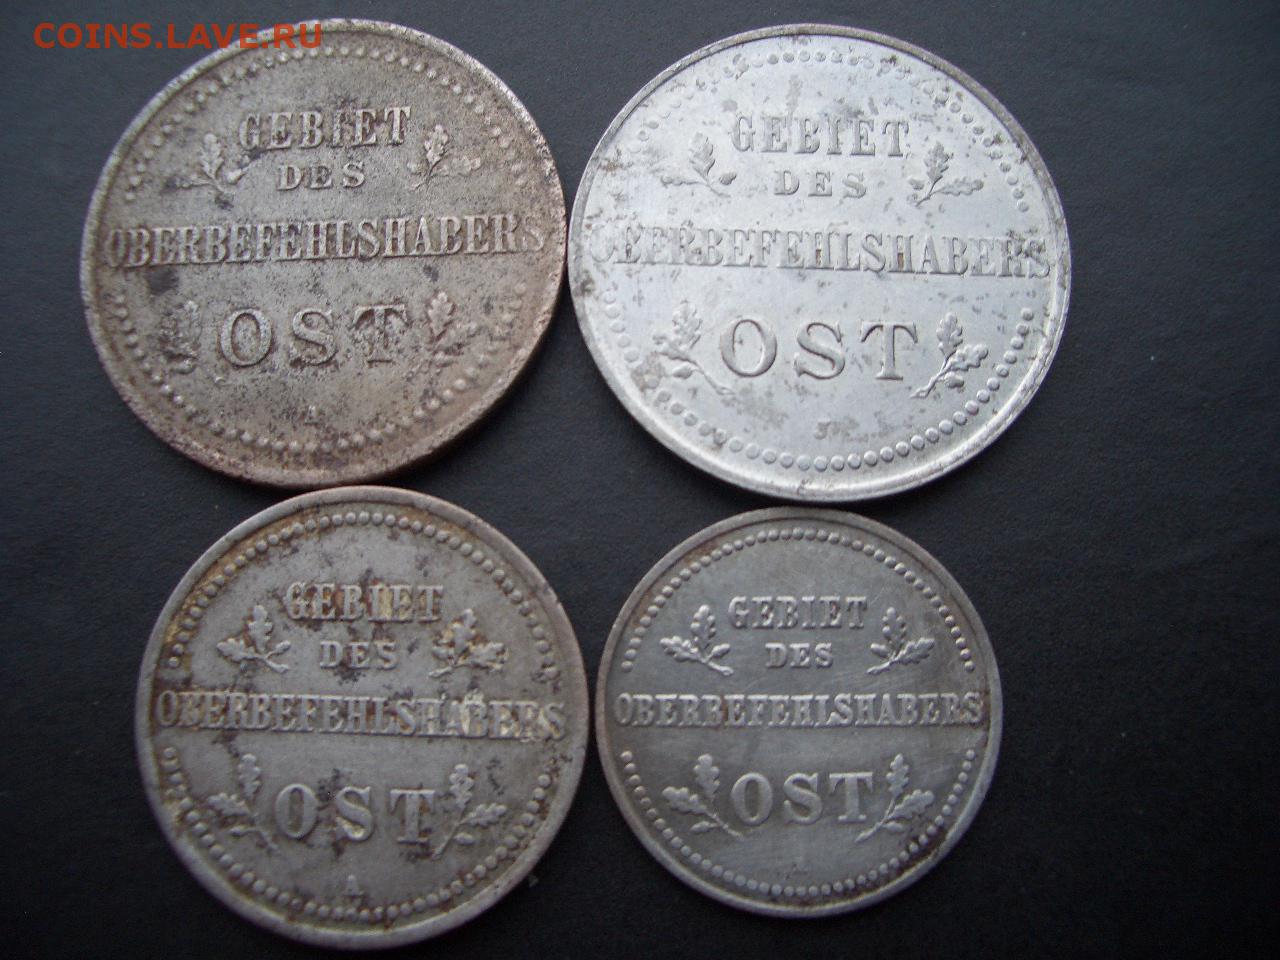 COINS.LAVE.RU
GEBIET
DES
OBERBEFEHLSHABERS
OST
A
GEBIET
DES
OBERBEFEHLSHABERS
OST
J
GEBIET
DES
OBERBEFEHLSHABERS
OST
A
GEBIET
DES
OBERBEFEHLSHABERS
OST
A